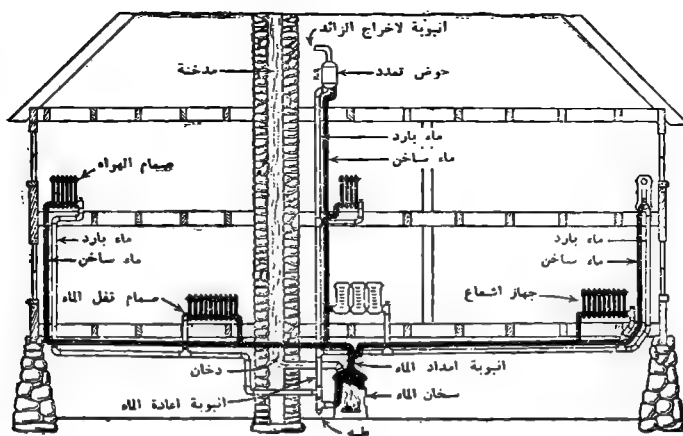 انبوبة لاخراج الزائد
مدخنة
حوض تمدد
ماء بارد
ماء ساخن
صمام الهواء
ماء بارد
ماء ساخن
ماء بارد
ماء ساخن
صمام قفل الماء
جهاز اشعاع
دخان
انبوبة امداد الماء
سخان الماء
انبوبة اعادة الماء